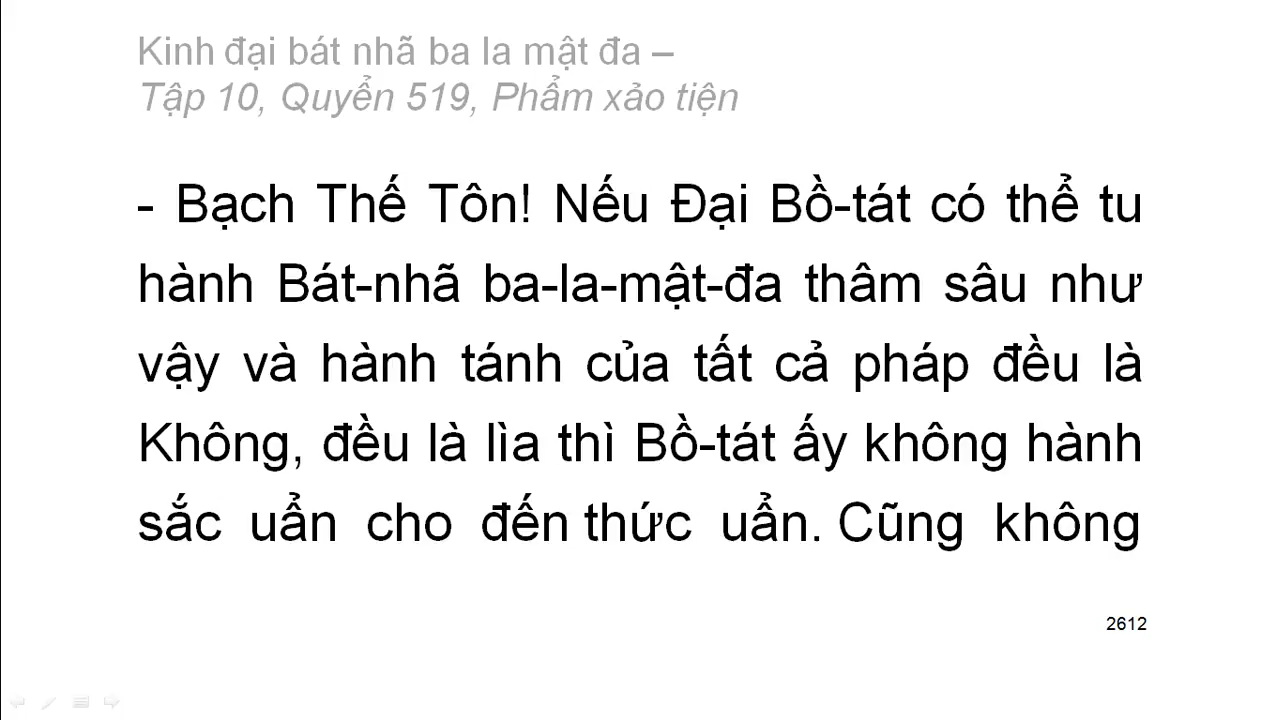 Kinh đại bát nhã ba la mật đa –
Tập 10, Quyển 519, Phẩm xảo tiện
- Bạch Thế Tôn! Nếu Đại Bồ-tát có thể tu
hành Bát-nhã ba-la-mật-đa thâm sâu như
vậy và hành tánh của tất cả pháp đều là
Không, đều là lìa thì Bồ-tát ấy không hành
sắc uẩn cho đến thức uẩn. Cũng không
2612